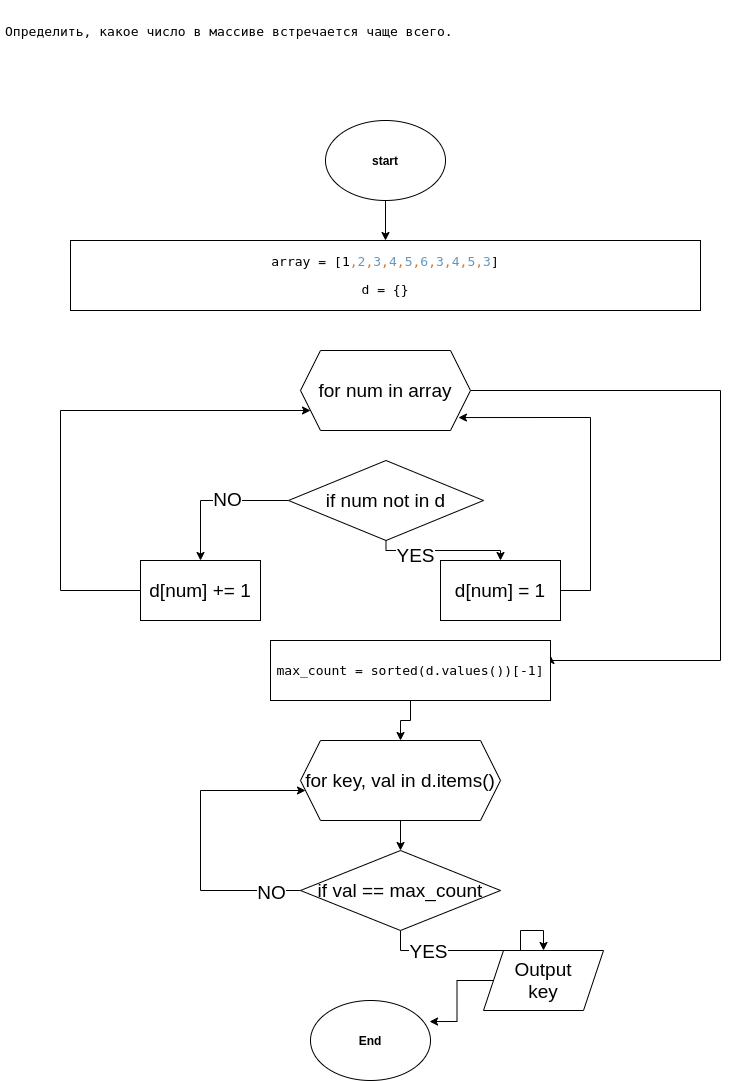 Определить, какое число в массиве встречается чаще всего.
start
array = [1,2,3,4,5,6,3,4,5,3]
d = {}
for num in array
if num not in d
NO
YES
d[num] += 1
d[num] = 1
max_count = sorted(d.values())[-1]
for key, val in d.items()
if val == max_count
NO
YES
Output
key
End